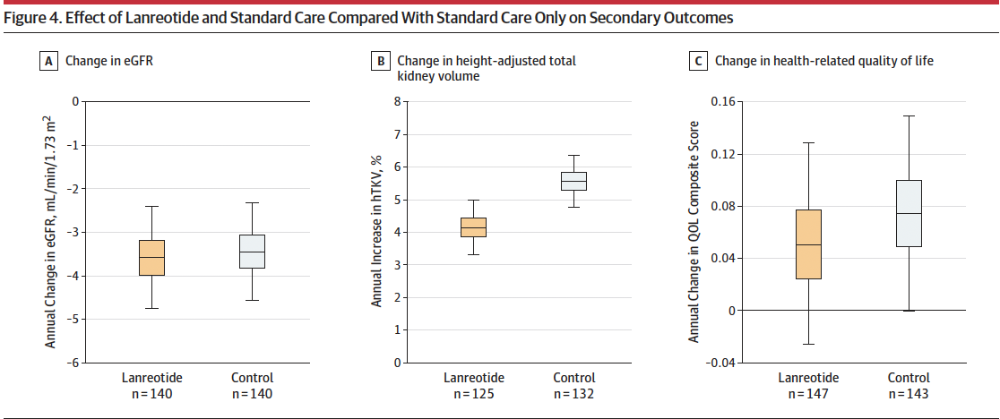 Figure 4. Effect of Lanreotide and Standard Care Compared With Standard Care Only on Secondary Outcomes
A Change in eGFR
Annual Change in eGFR, mL/min/1.73 m²
0
-1
-2
-3
-4
-5
-6
Lanreotide
n=140
Control
n=140
B Change in height-adjusted total
kidney volume
Annual Increase in hTKV, %
8
7
6
5
4
3
2
1
0
Lanreotide
n=125
Control
n=132
C Change in health-related quality of life
Annual Change in QOL Composite Score
0.16
0.12
0.08
0.04
0
-0.04
Lanreotide
n=147
Control
n=143